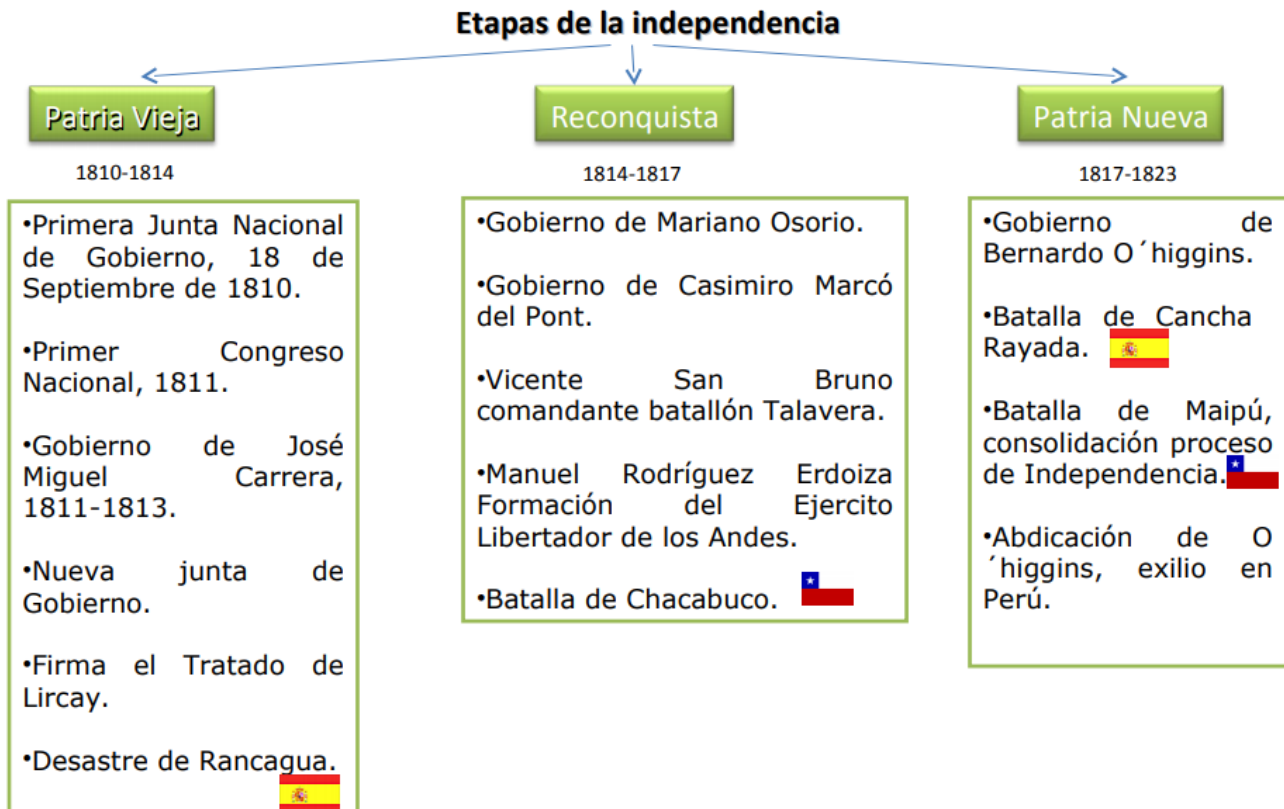 Etapas de la independencia
Patria Vieja
1810-1814
•Primera Junta Nacional
de Gobierno, 18 de
Septiembre de 1810.
•Primer Congreso
Nacional, 1811.
•Gobierno de José
Miguel Carrera,
1811-1813.
•Nueva junta de
Gobierno.
•Firma el Tratado de
Lircay.
•Desastre de Rancagua.
Reconquista
1814-1817
•Gobierno de Mariano Osorio.
•Gobierno de Casimiro Marcó
del Pont.
•Vicente San Bruno
comandante batallón Talavera.
•Manuel Rodríguez Erdoiza
Formación del Ejercito
Libertador de los Andes.
•Batalla de Chacabuco.
Patria Nueva
1817-1823
•Gobierno de
Bernardo O´higgins.
•Batalla de Cancha
Rayada.
•Batalla de Maipú,
consolidación proceso
de Independencia.
•Abdicación de O
´higgins, exilio en
Perú.